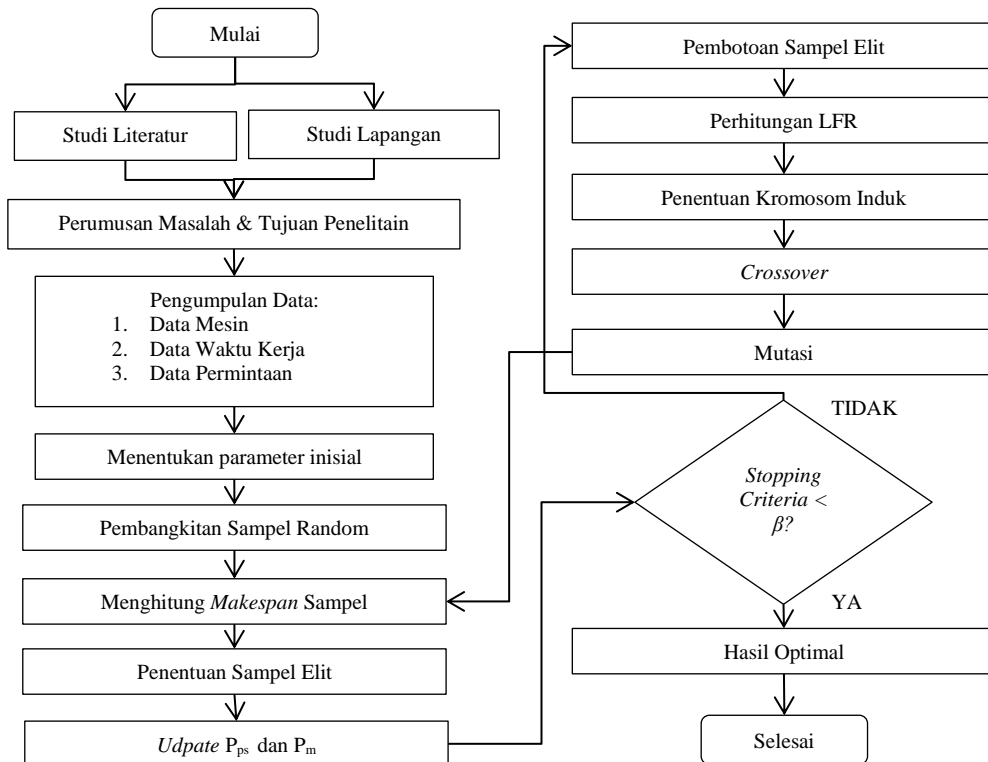 Mulai
Studi Literatur
Studi Lapangan
Perumusan Masalah & Tujuan Penelitain
Pengumpulan Data:
1. Data Mesin
2. Data Waktu Kerja
3. Data Permintaan
Menentukan parameter inisial
Pembangkitan Sampel Random
Menghitung Makespan Sampel
Penentuan Sampel Elit
Udpate Pps dan Pm
Pembotoan Sampel Elit
Perhitungan LFR
Penentuan Kromosom Induk
Crossover
Mutasi
TIDAK
Stopping
Criteria <
β?
YA
Hasil Optimal
Selesai